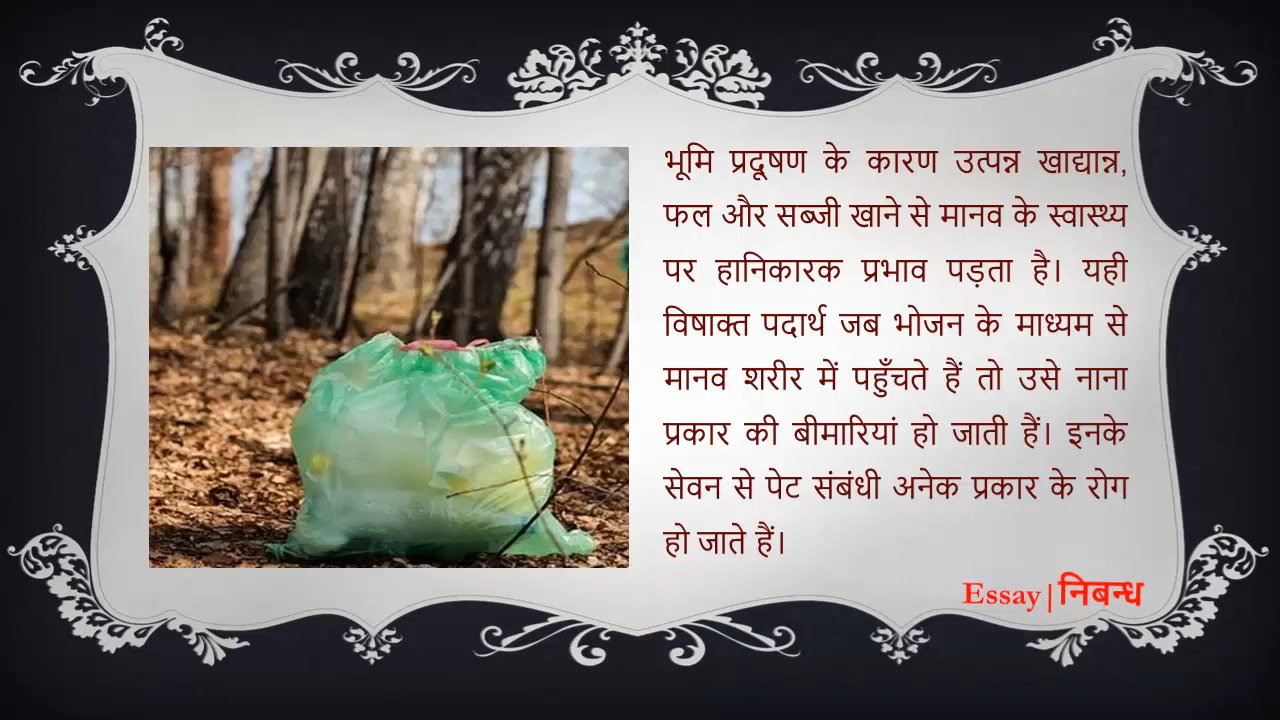 भूमि प्रदूषण के कारण उत्पन्न खाद्यान्न,
फल और सब्जी खाने से मानव के स्वास्थ्य
पर हानिकारक प्रभाव पड़ता है। यही
विषाक्त पदार्थ जब भोजन के माध्यम से
मानव शरीर में पहुँचते हैं तो उसे नाना
प्रकार की बीमारियां हो जाती हैं। इनके
सेवन से पेट संबंधी अनेक प्रकार के रोग
हो जाते हैं।
Essay|निबन्ध